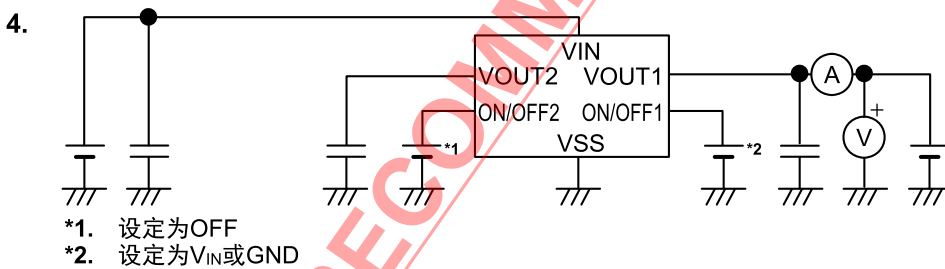 4.
VIN
VOUT2 VOUT1
ON/OFF2 ON/OFF1
VSS
*1
*2
A
+
V
*1. 设定为OFF
*2. 设定为VIN或GND